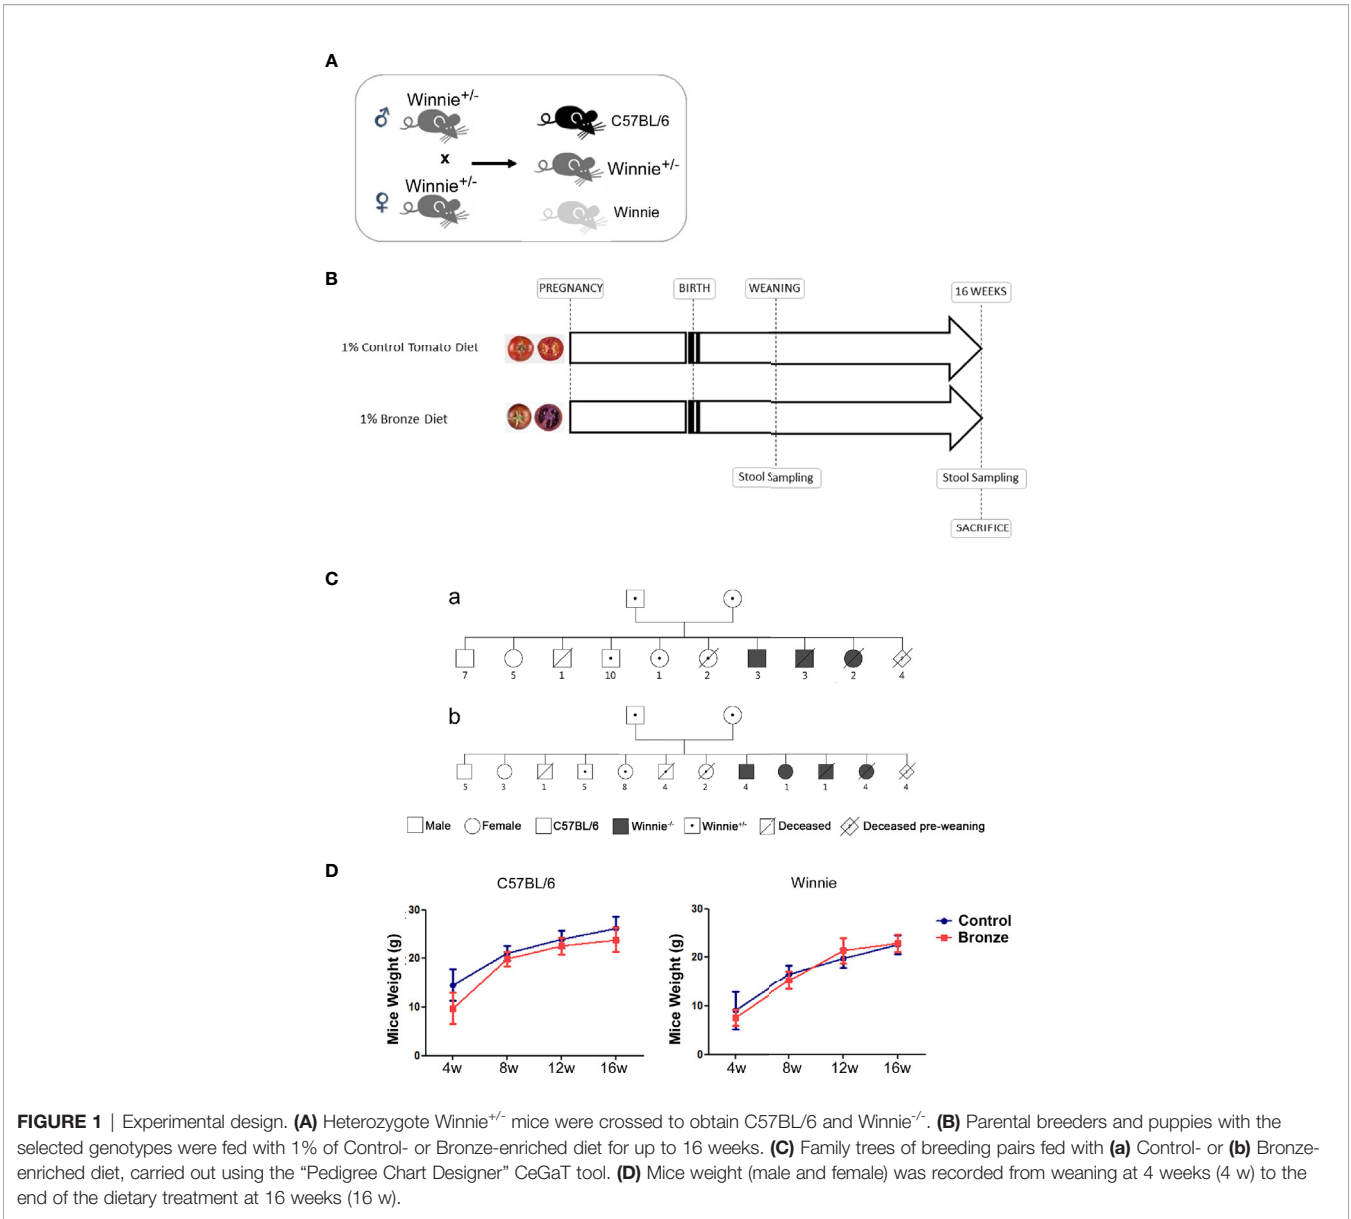 A
Winnie+/-
♂
C57BL/6
x
Winnie+/-
Winnie+/-
♀
Winnie
B
PREGNANCY
BIRTH
WEANING
16 WEEKS
1% Control Tomato Diet
1% Bronze Diet
Stool Sampling
Stool Sampling
SACRIFICE
C
a
7 5 1 10 1 2 3 3 2 4
b
5 3 1 5 8 4 2 4 1 1 4 4
Male Female C57BL/6 Winnie-/- Winnie+/- Deceased Deceased pre-weaning
D
C57BL/6
Mice Weight (g)
30
20
10
0
4w 8w 12w 16w
Winnie
Mice Weight (g)
30
20
10
0
4w 8w 12w 16w
Control
Bronze
FIGURE 1 | Experimental design. (A) Heterozygote Winnie+/- mice were crossed to obtain C57BL/6 and Winnie-/-. (B) Parental breeders and puppies with the
selected genotypes were fed with 1% of Control- or Bronze-enriched diet for up to 16 weeks. (C) Family trees of breeding pairs fed with (a) Control- or (b) Bronze-
enriched diet, carried out using the “Pedigree Chart Designer” CeGaT tool. (D) Mice weight (male and female) was recorded from weaning at 4 weeks (4 w) to the
end of the dietary treatment at 16 weeks (16 w).